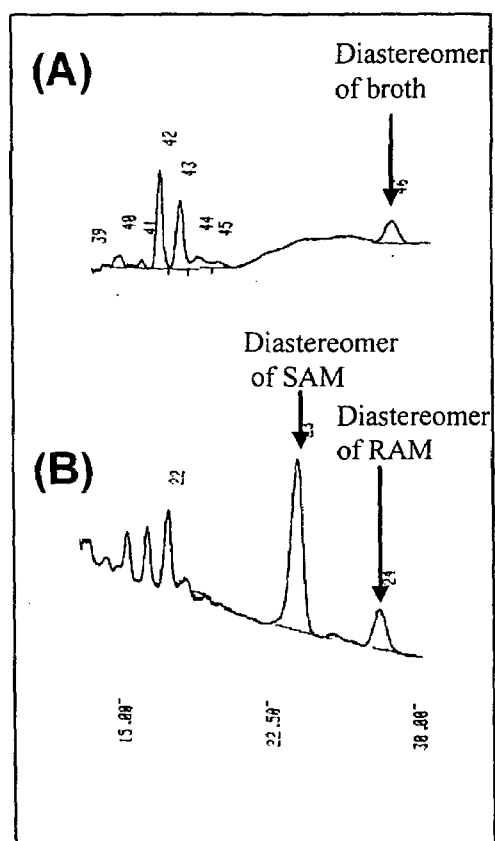 (A)
Diastereomer
of broth
39
40
41
42
43
44
45
46
Diastereomer
of SAM
Diastereomer
of RAM
(B)
22
24
15.00
22.50
30.00